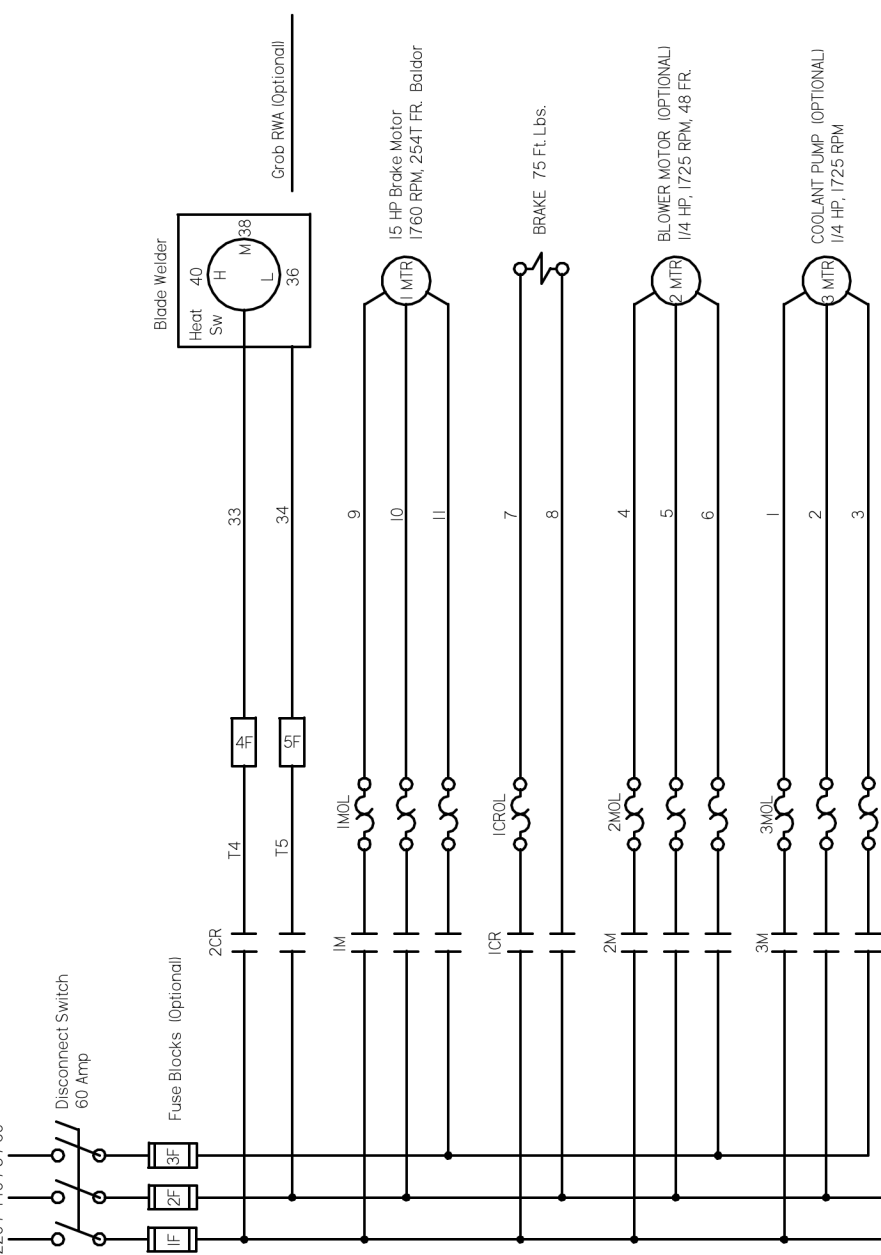 Disconnect Switch
60 Amp
Fuse Blocks (Optional)
1F
2F
3F
Blade Welder
Heat
Sw
40
H
M 38
L
36
Grob RWA (Optional)
2CR
T4
4F
33
T5
5F
34
1M
1MOL
9
10
11
1 MTR
15 HP Brake Motor
1760 RPM, 254T FR. Baldor
1CR
1CROL
7
8
BRAKE 75 Ft. Lbs.
2M
2MOL
4
5
6
2 MTR
BLOWER MOTOR (OPTIONAL)
1/4 HP, 1725 RPM, 48 FR.
3M
3MOL
1
2
3
3 MTR
COOLANT PUMP (OPTIONAL)
1/4 HP, 1725 RPM